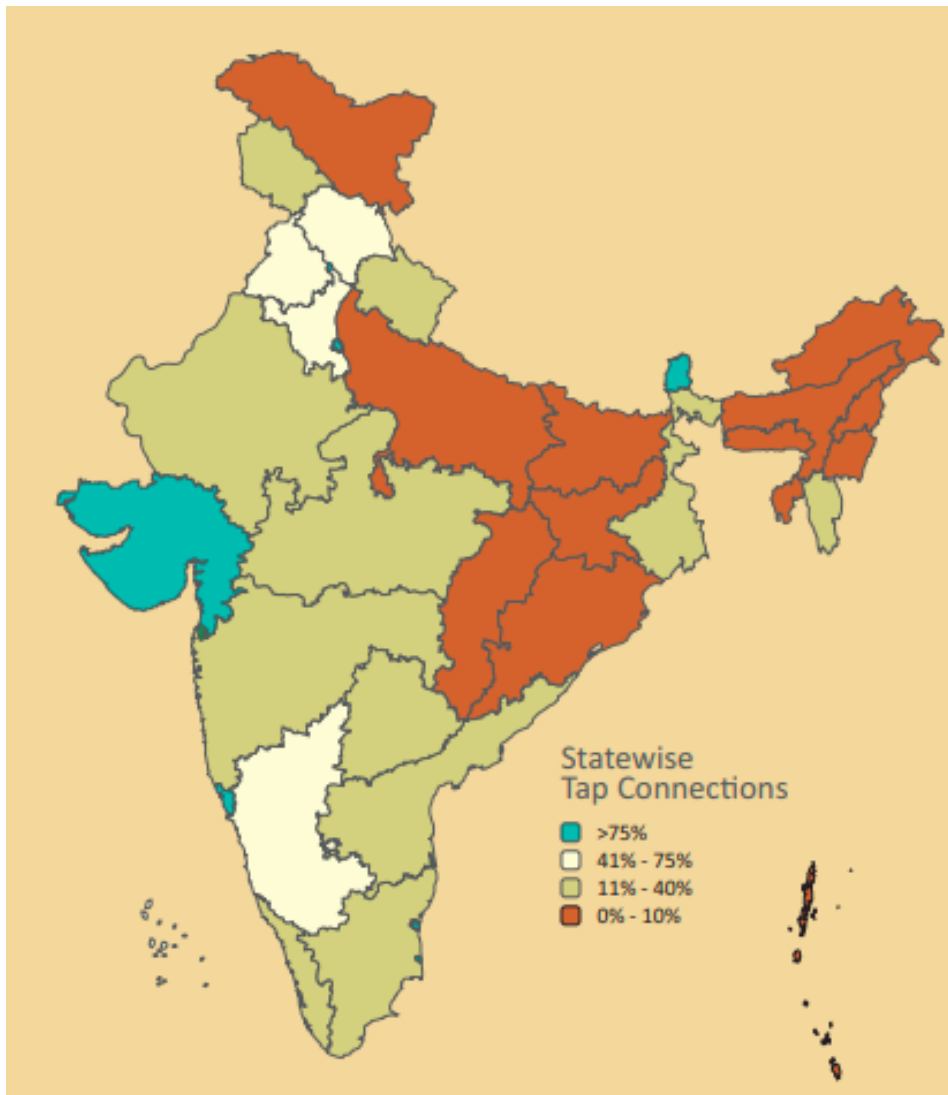 Statewise
Tap Connections
>75%
41% - 75%
11% - 40%
0% - 10%